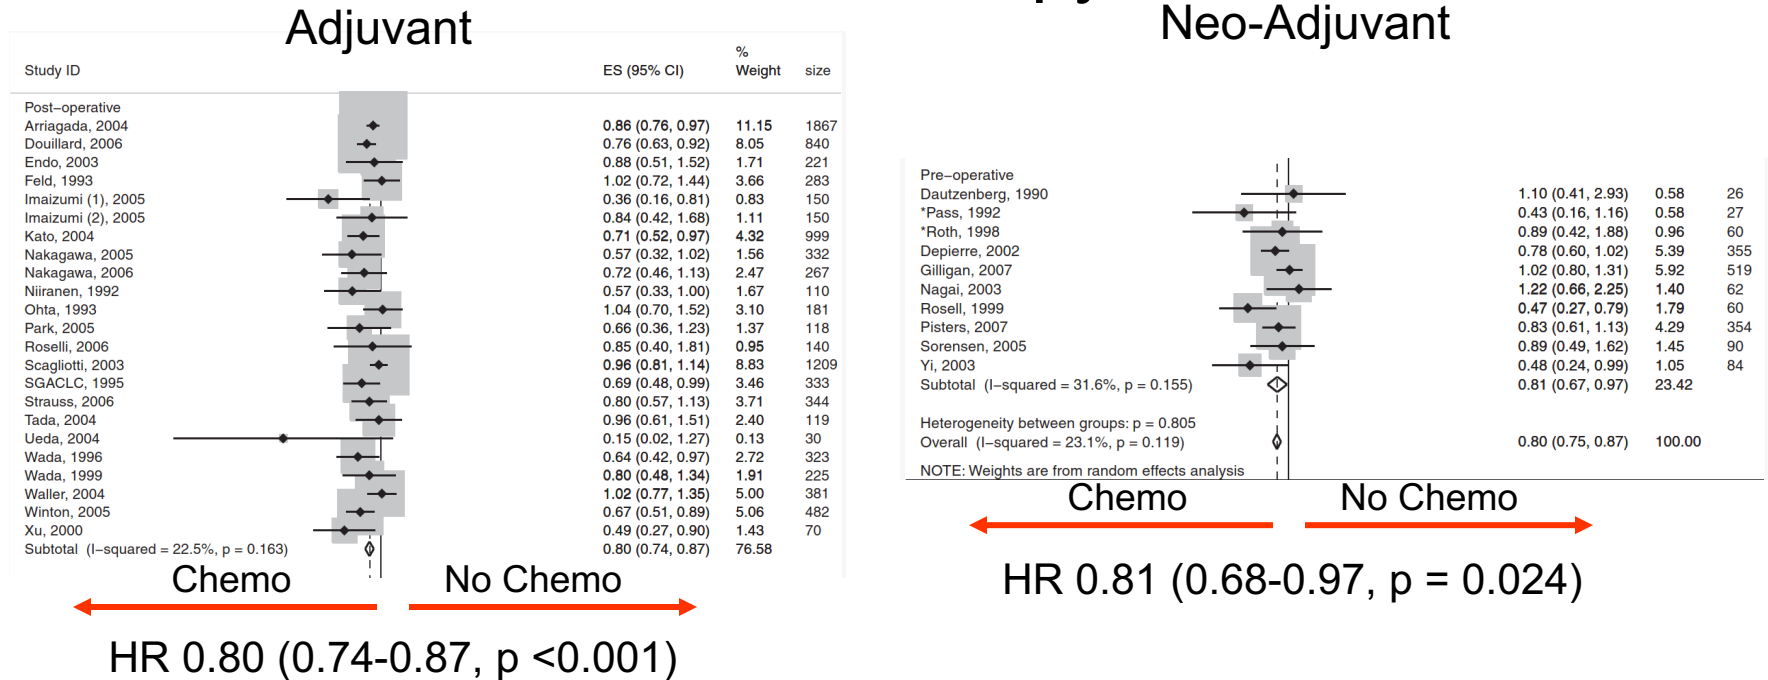 Adjuvant
Study ID ES (95% CI) % Weight size
Post−operative
Arriagada, 2004 0.86 (0.76, 0.97) 11.15 1867
Douillard, 2006 0.76 (0.63, 0.92) 8.05 840
Endo, 2003 0.88 (0.51, 1.52) 1.71 221
Feld, 1993 1.02 (0.72, 1.44) 3.66 283
Imaizumi (1), 2005 0.36 (0.16, 0.81) 0.83 150
Imaizumi (2), 2005 0.84 (0.42, 1.68) 1.11 150
Kato, 2004 0.71 (0.52, 0.97) 4.32 999
Nakagawa, 2005 0.57 (0.32, 1.02) 1.56 332
Nakagawa, 2006 0.72 (0.46, 1.13) 2.47 267
Niiranen, 1992 0.57 (0.33, 1.00) 1.67 110
Ohta, 1993 1.04 (0.70, 1.52) 3.10 181
Park, 2005 0.66 (0.36, 1.23) 1.37 118
Roselli, 2006 0.85 (0.40, 1.81) 0.95 140
Scagliotti, 2003 0.96 (0.81, 1.14) 8.83 1209
SGACLC, 1995 0.69 (0.48, 0.99) 3.46 333
Strauss, 2006 0.80 (0.57, 1.13) 3.71 344
Tada, 2004 0.96 (0.61, 1.51) 2.40 119
Ueda, 2004 0.15 (0.02, 1.27) 0.13 30
Wada, 1996 0.64 (0.42, 0.97) 2.72 323
Wada, 1999 0.80 (0.48, 1.34) 1.91 225
Waller, 2004 1.02 (0.77, 1.35) 5.00 381
Winton, 2005 0.67 (0.51, 0.89) 5.06 482
Xu, 2000 0.49 (0.27, 0.90) 1.43 70
Subtotal (I−squared = 22.5%, p = 0.163) 0.80 (0.74, 0.87) 76.58
Chemo No Chemo
HR 0.80 (0.74-0.87, p <0.001)
Neo-Adjuvant
Pre−operative
Dautzenberg, 1990 1.10 (0.41, 2.93) 0.58 26
*Pass, 1992 0.43 (0.16, 1.16) 0.58 27
*Roth, 1998 0.89 (0.42, 1.88) 0.96 60
Depierre, 2002 0.78 (0.60, 1.02) 5.39 355
Gilligan, 2007 1.02 (0.80, 1.31) 5.92 519
Nagai, 2003 1.22 (0.66, 2.25) 1.40 62
Rosell, 1999 0.47 (0.27, 0.79) 1.79 60
Pisters, 2007 0.83 (0.61, 1.13) 4.29 354
Sorensen, 2005 0.89 (0.49, 1.62) 1.45 90
Yi, 2003 0.48 (0.24, 0.99) 1.05 84
Subtotal (I−squared = 31.6%, p = 0.155) 0.81 (0.67, 0.97) 23.42
Heterogeneity between groups: p = 0.805
Overall (I−squared = 23.1%, p = 0.119) 0.80 (0.75, 0.87) 100.00
NOTE: Weights are from random effects analysis
Chemo No Chemo
HR 0.81 (0.68-0.97, p = 0.024)